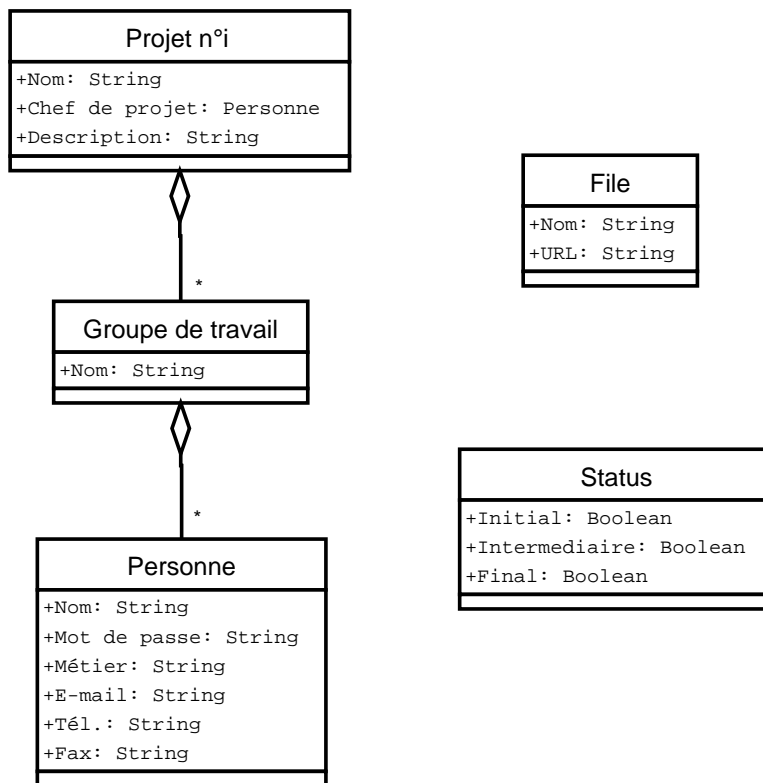 Projet n°i
+Nom: String
+Chef de projet: Personne
+Description: String
*
Groupe de travail
+Nom: String
*
Personne
+Nom: String
+Mot de passe: String
+Métier: String
+E-mail: String
+Tél.: String
+Fax: String
File
+Nom: String
+URL: String
Status
+Initial: Boolean
+Intermediaire: Boolean
+Final: Boolean